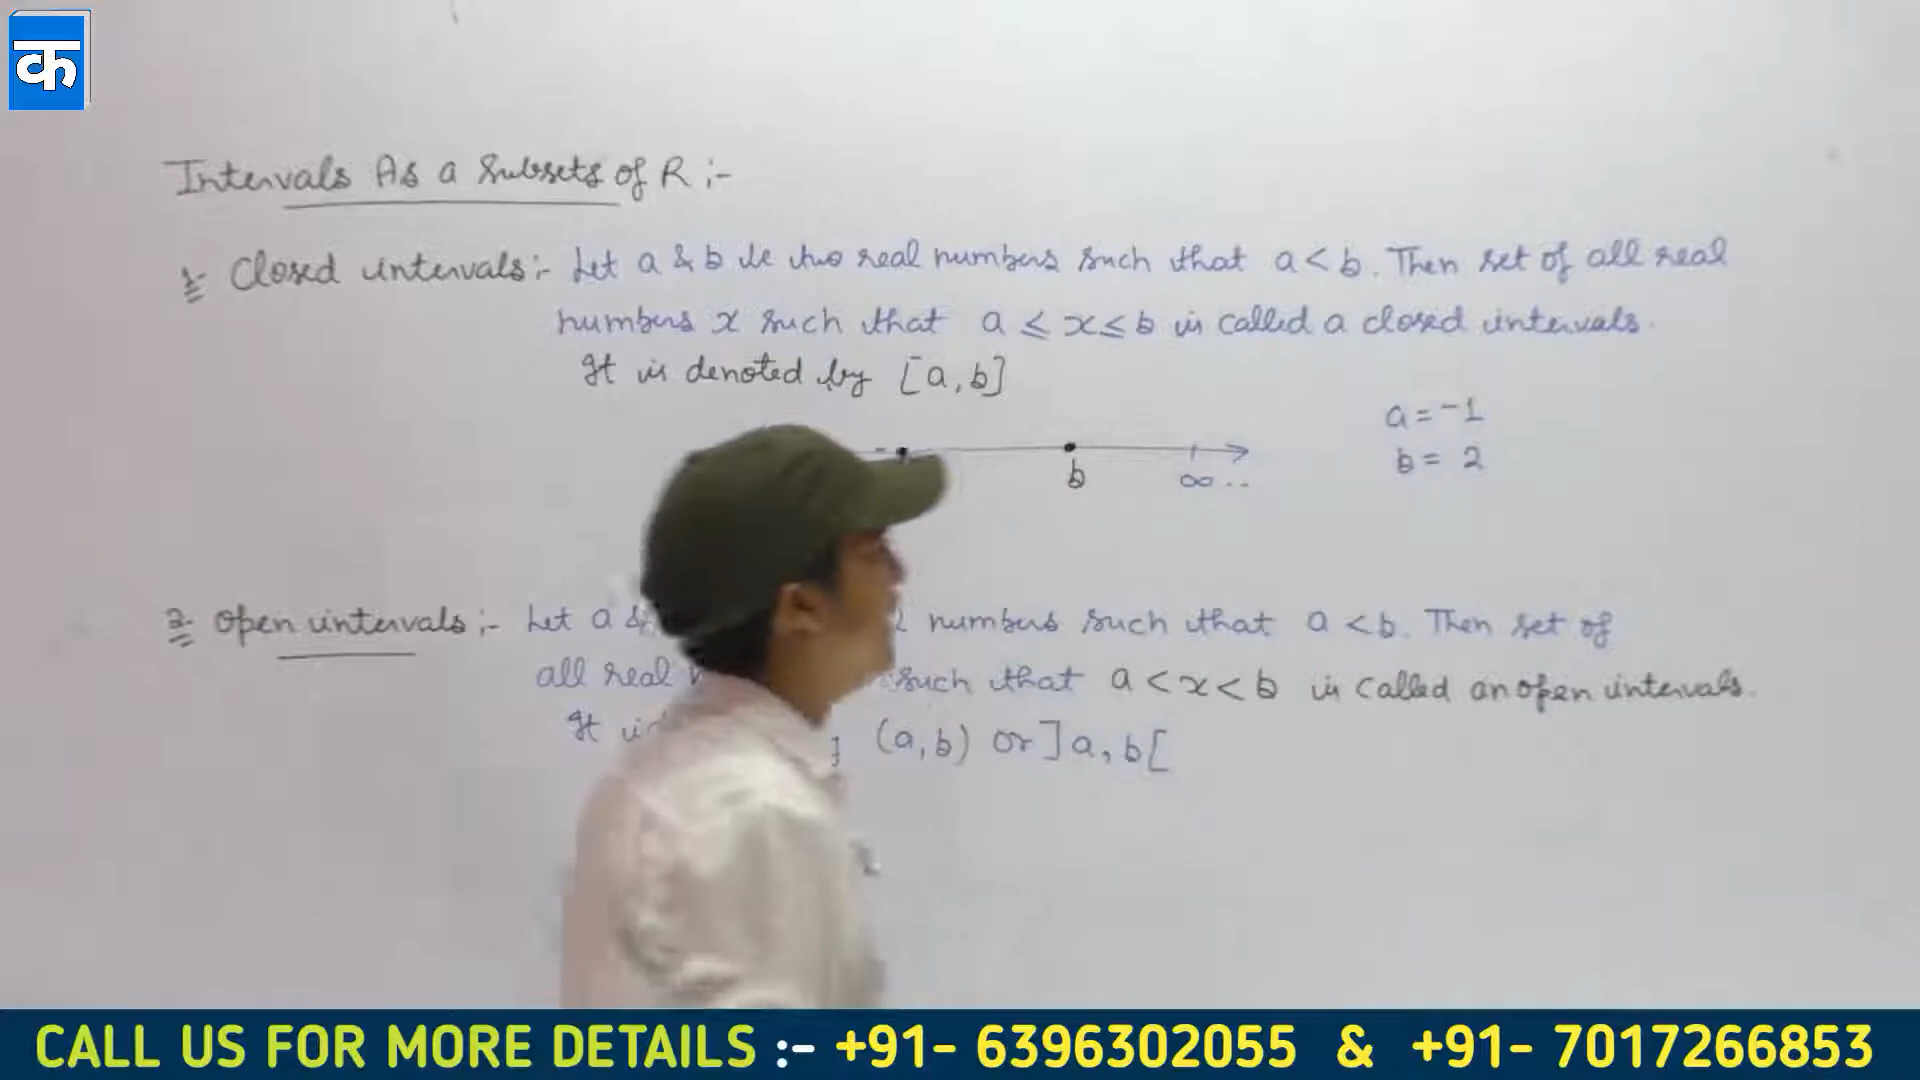 क
Intervals As a Subsets of R :-
1- Closed intervals :- Let a & b be two real numbers such that a < b. Then set of all real
numbers x such that a ≤ x ≤ b is called a closed intervals.
It is denoted by [a, b]
a = -1
b ∞ ..
b = 2
2- open intervals :- Let a & numbers such that a < b. Then set of
all real such that a < x < b is called an open intervals.
It (a, b) or ] a, b [
CALL US FOR MORE DETAILS :- +91- 6396302055 & +91- 7017266853